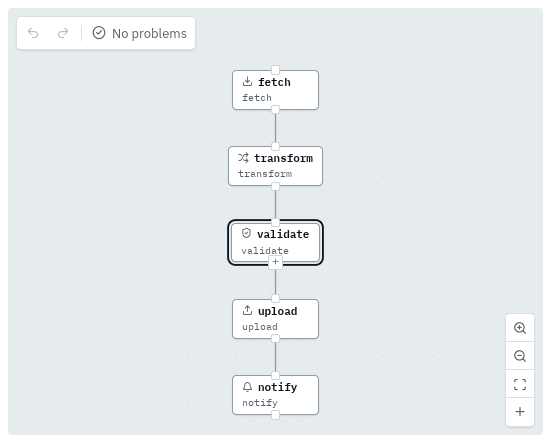 No problems
fetch
fetch
transform
transform
validate
validate
upload
upload
notify
notify